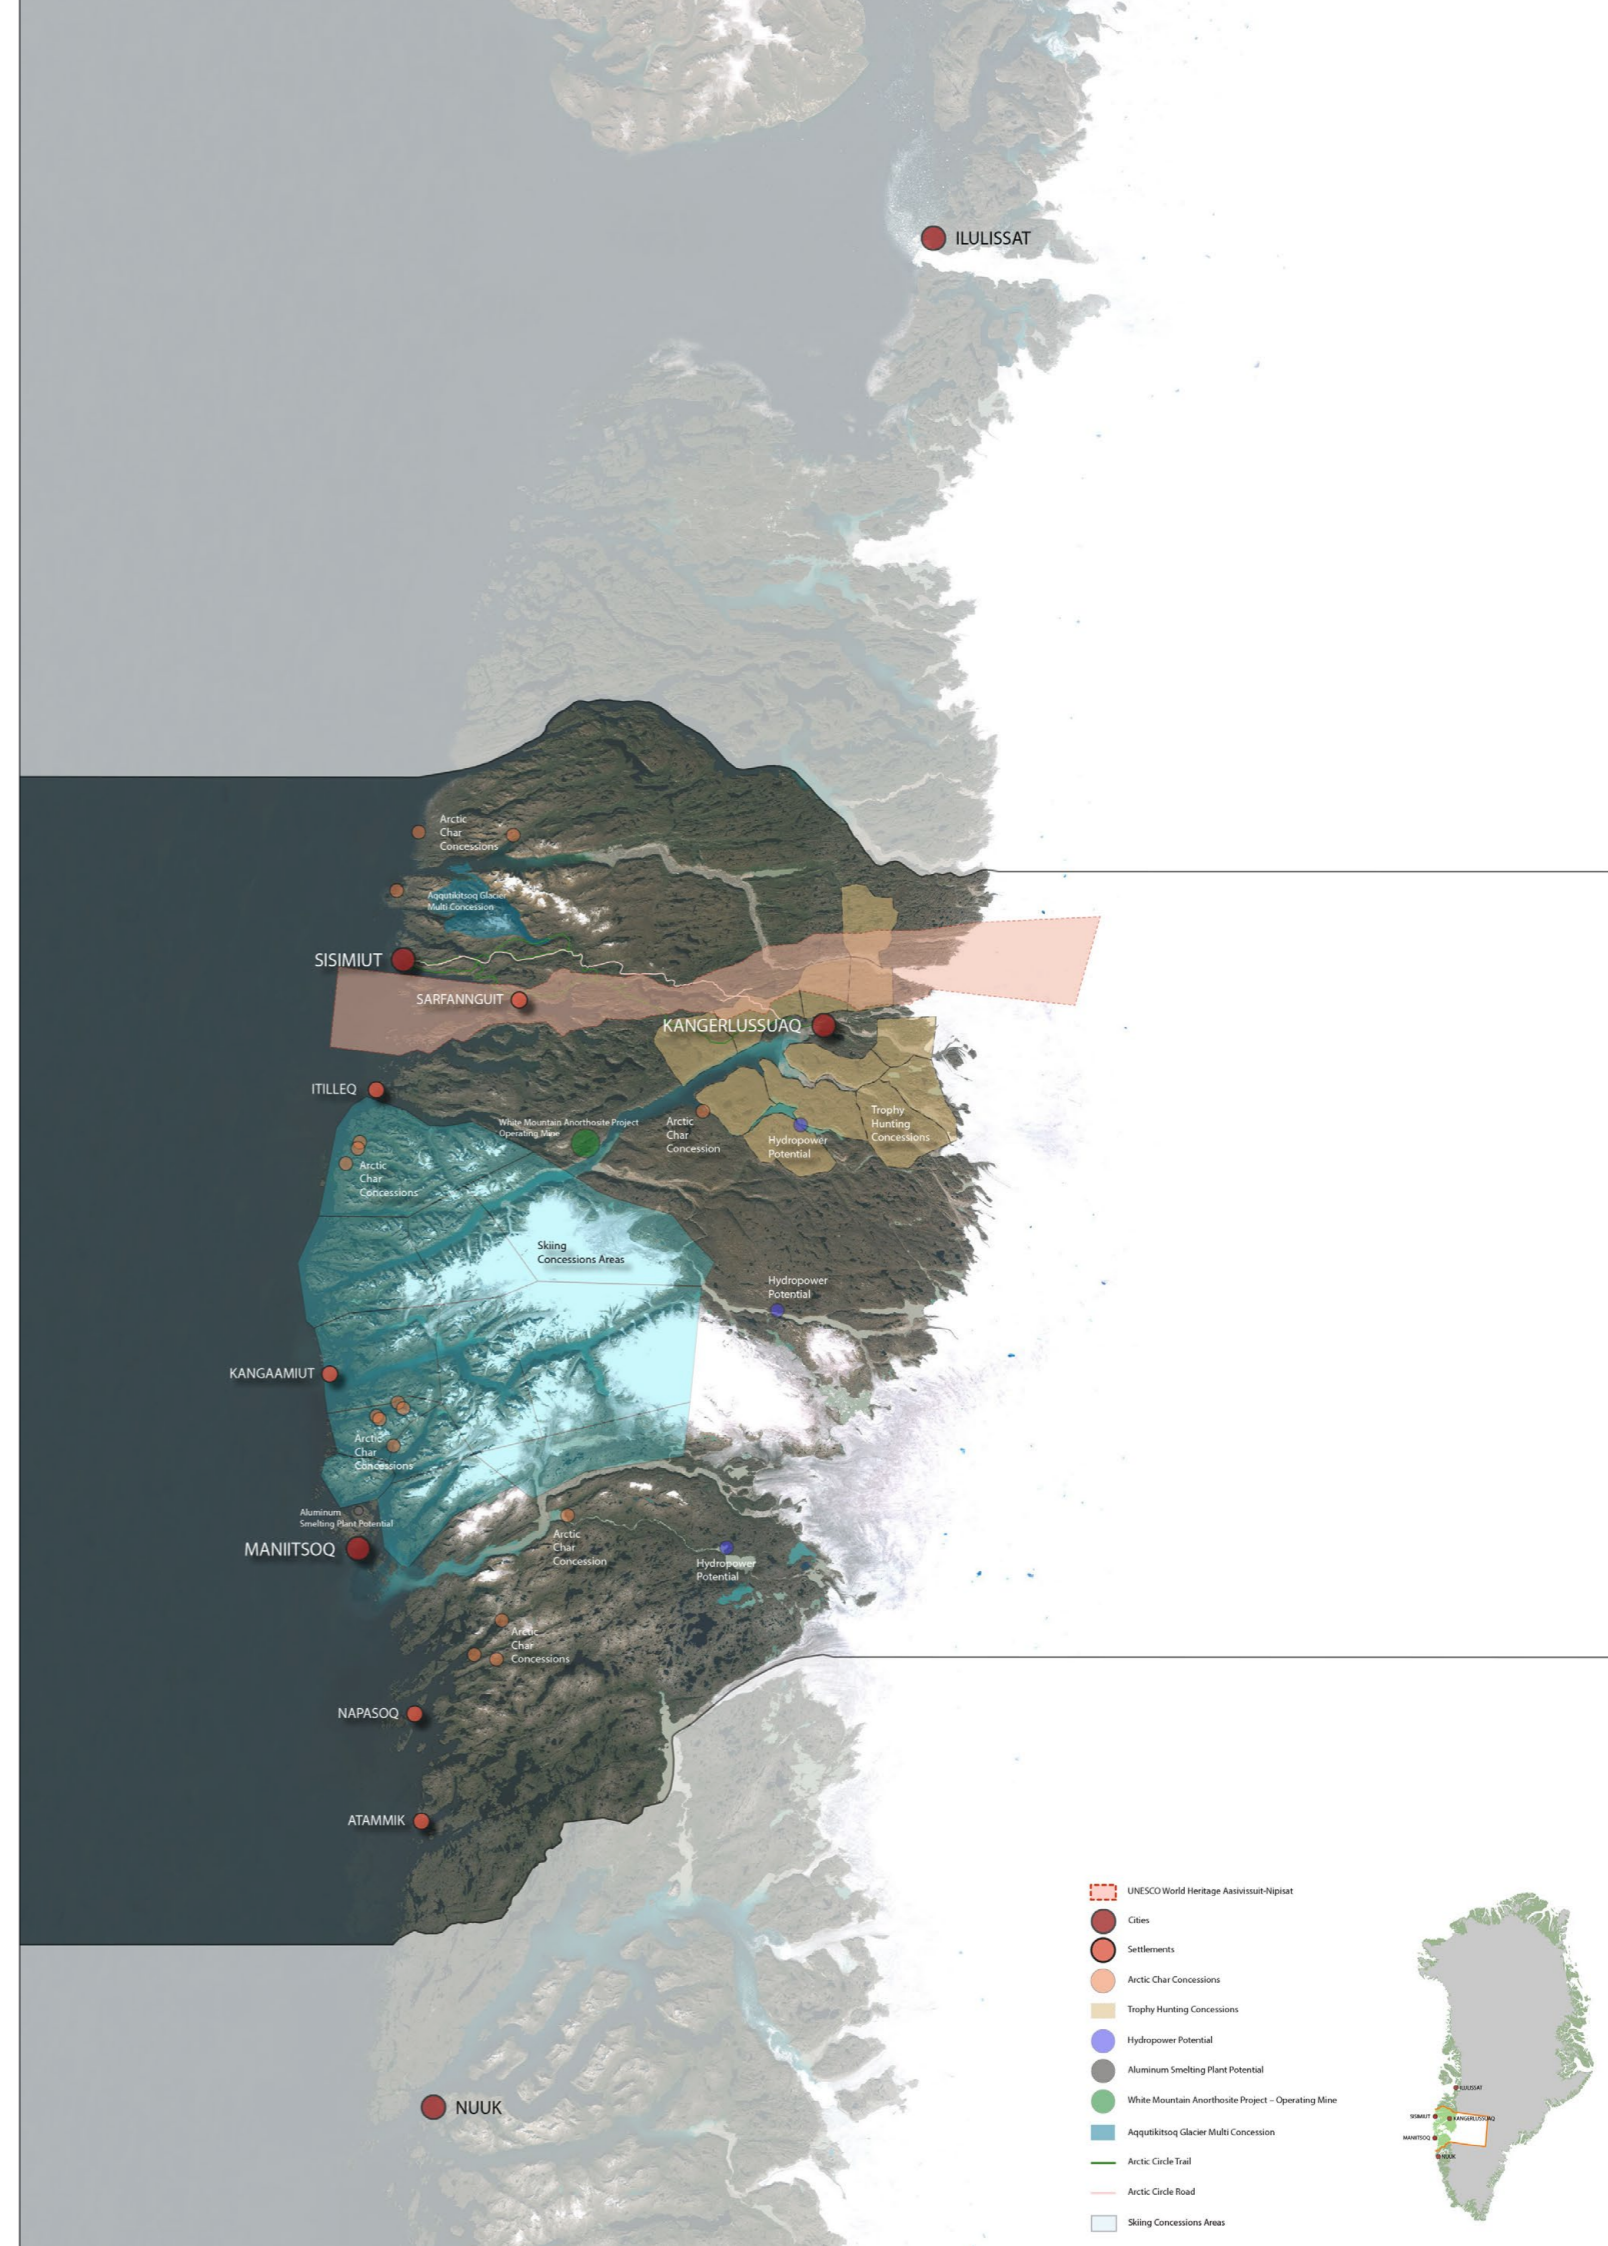 ILULISSAT
Arctic
Char
Concessions
Aqqutikitsoq Glacier
Multi Concession
SISIMIUT
SARFANNGUIT
KANGERLUSSUAQ
ITILLEQ
White Mountain Anorthosite Project
Operating Mine
Arctic
Char
Concession
Trophy
Hunting
Concessions
Hydropower
Potential
Arctic
Char
Concessions
Skiing
Concessions Areas
Hydropower
Potential
KANGAAMIUT
Arctic
Char
Concessions
Aluminum
Smelting Plant Potential
MANIITSOQ
Arctic
Char
Concession
Hydropower
Potential
Arctic
Char
Concessions
NAPASOQ
ATAMMIK
NUUK
UNESCO World Heritage Aasivissuit-Nipisat
Cities
Settlements
Arctic Char Concessions
Trophy Hunting Concessions
Hydropower Potential
Aluminum Smelting Plant Potential
White Mountain Anorthosite Project – Operating Mine
Aqqutikitsoq Glacier Multi Concession
Arctic Circle Trail
Arctic Circle Road
Skiing Concessions Areas
ILULISSAT
SISIMIUT
KANGERLUSSUAQ
MANIITSOQ
NUUK